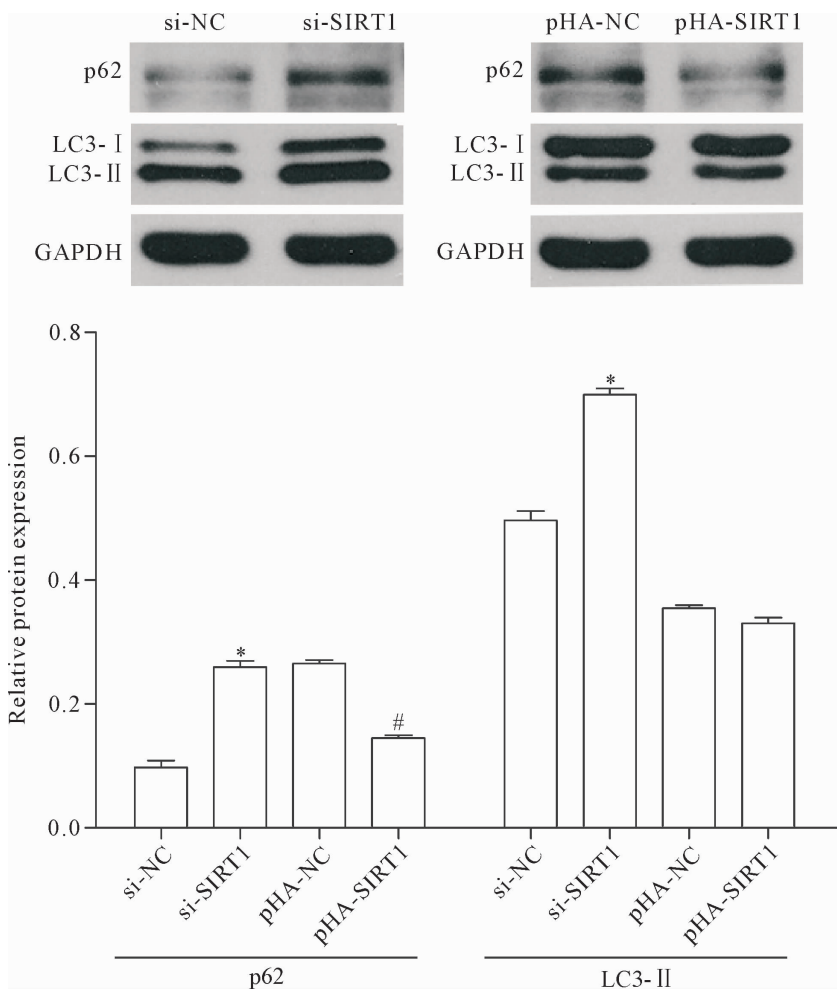 si-NC si-SIRT1 pHA-NC pHA-SIRT1
p62 p62
LC3-Ⅰ LC3-Ⅰ
LC3-Ⅱ LC3-Ⅱ
GAPDH GAPDH
Relative protein expression
0.8
0.6
0.4
0.2
0.0
* # *
si-NC si-SIRT1 pHA-NC pHA-SIRT1 si-NC si-SIRT1 pHA-NC pHA-SIRT1
p62 LC3-Ⅱ